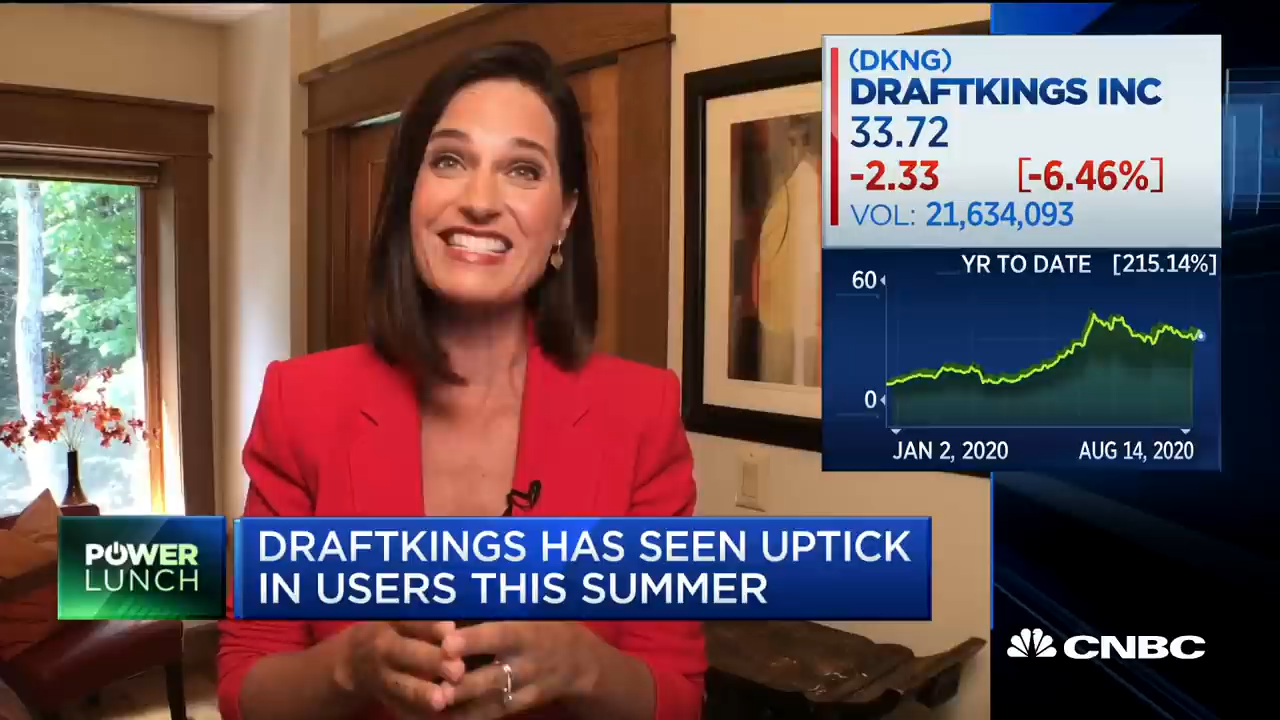 (DKNG)
DRAFTKINGS INC
33.72
-2.33 [-6.46%]
VOL: 21,634,093
YR TO DATE [215.14%]
60
0
JAN 2, 2020 AUG 14, 2020
POWER
LUNCH
DRAFTKINGS HAS SEEN UPTICK
IN USERS THIS SUMMER
CNBC